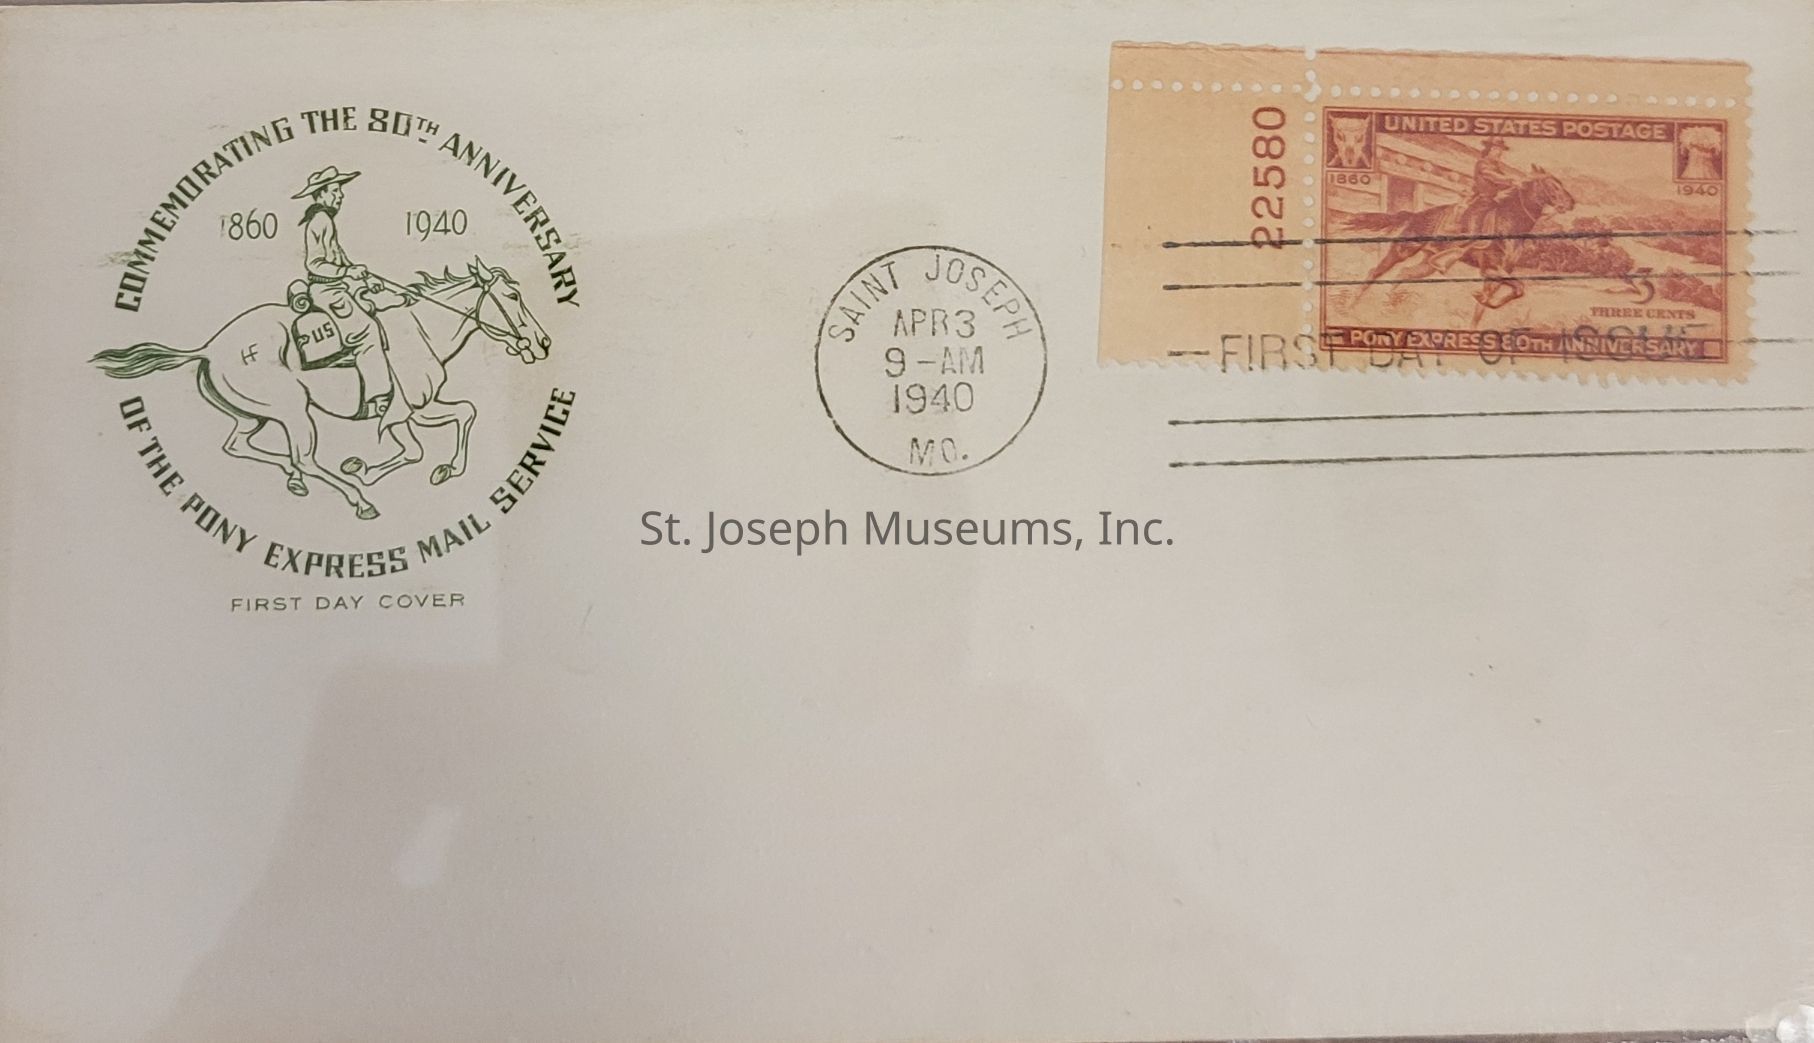 COMMEMORATING THE 80TH ANNIVERSARY
1860 1940
US
HF
OF THE PONY EXPRESS MAIL SERVICE
FIRST DAY COVER
SAINT JOSEPH
APR 3
9-AM
1940
MO.
22580
UNITED STATES POSTAGE
1860
1940
3
THREE CENTS
PONY EXPRESS 80TH ANNIVERSARY
FIRST DAY OF ISSUE
St. Joseph Museums, Inc.